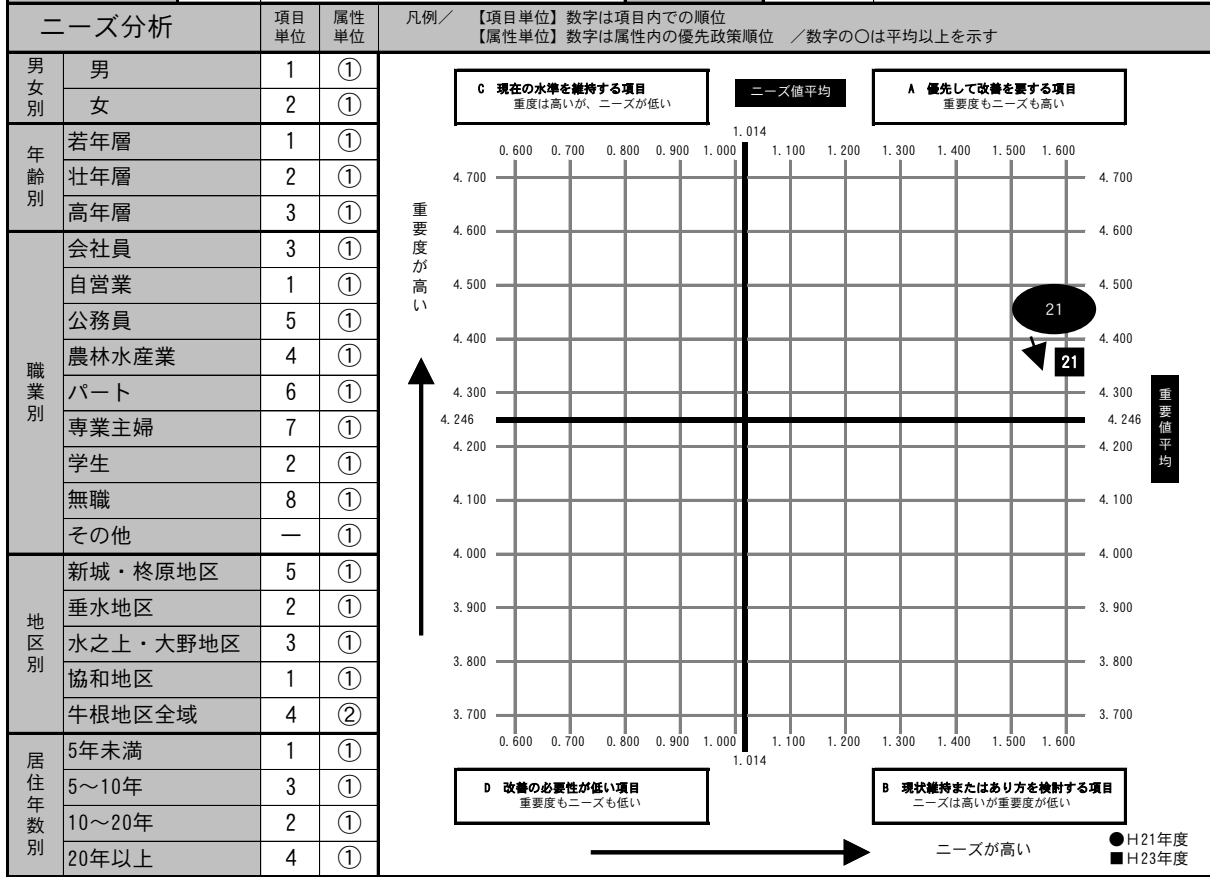 ニーズ分析
項目単位
属性単位
凡例／　【項目単位】数字は項目内での順位
【属性単位】数字は属性内の優先政策順位　／数字の〇は平均以上を示す
男女別
男 1 ①
女 2 ①
年齢別
若年層 1 ①
壮年層 2 ①
高年層 3 ①
職業別
会社員 3 ①
自営業 1 ①
公務員 5 ①
農林水産業 4 ①
パート 6 ①
専業主婦 7 ①
学生 2 ①
無職 8 ①
その他 ― ①
地区別
新城・柊原地区 5 ①
垂水地区 2 ①
水之上・大野地区 3 ①
協和地区 1 ①
牛根地区全域 4 ②
居住年数別
5年未満 1 ①
5～10年 3 ①
10～20年 2 ①
20年以上 4 ①
C　現在の水準を維持する項目
重度は高いが、ニーズが低い
ニーズ値平均
A　優先して改善を要する項目
重要度もニーズも高い
1.014
0.600 0.700 0.800 0.900 1.000 1.100 1.200 1.300 1.400 1.500 1.600
4.700 4.700
重要度が高い
4.600 4.600
4.500 4.500
21
4.400 4.400
21
4.300 4.300
4.246 4.246
重要値平均
4.200 4.200
4.100 4.100
4.000 4.000
3.900 3.900
3.800 3.800
3.700 3.700
0.600 0.700 0.800 0.900 1.000 1.100 1.200 1.300 1.400 1.500 1.600
1.014
D　改善の必要性が低い項目
重要度もニーズも低い
B　現状維持またはあり方を検討する項目
ニーズは高いが重要度が低い
ニーズが高い
●H21年度
■H23年度